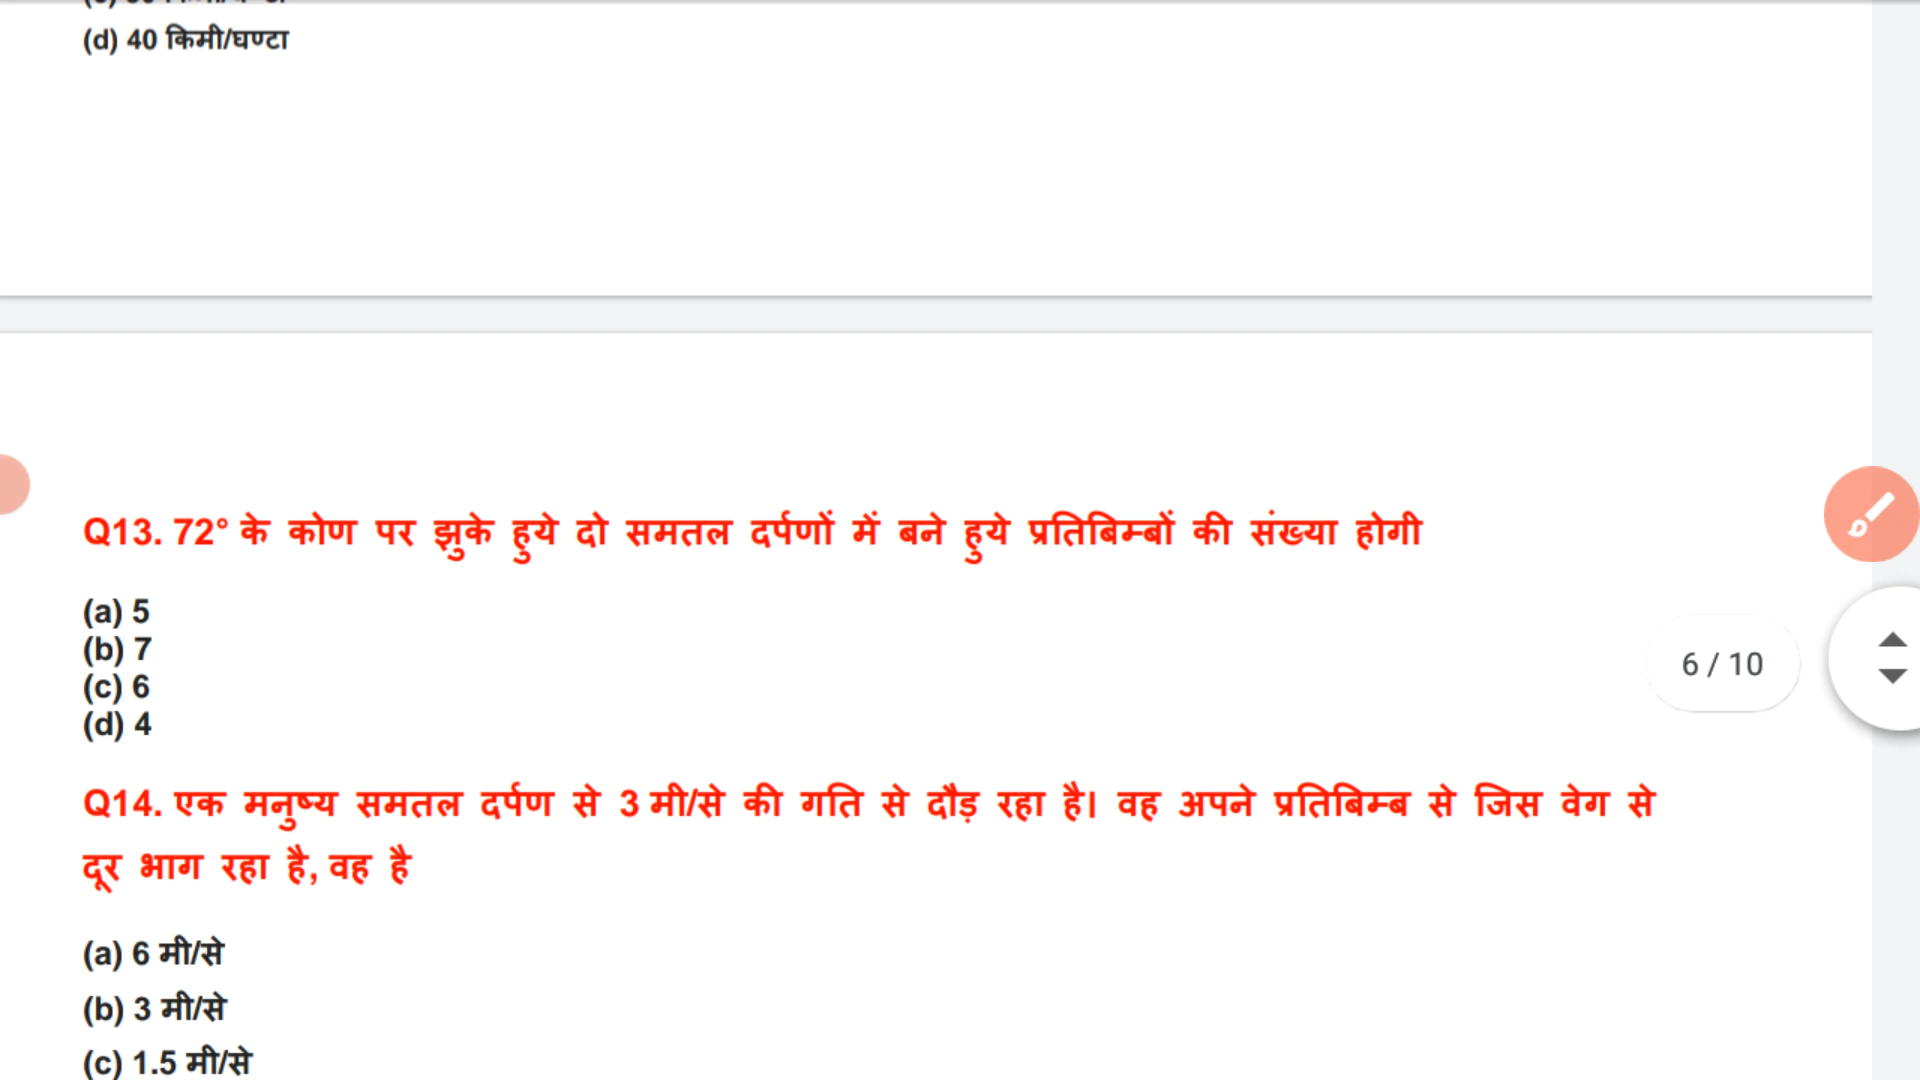 (d) 40 किमी/घण्टा
Q13. 72° के कोण पर झुके हुये दो समतल दर्पणों में बने हुये प्रतिबिम्बों की संख्या होगी
(a) 5
(b) 7
(c) 6
(d) 4
6 / 10
Q14. एक मनुष्य समतल दर्पण से 3 मी/से की गति से दौड़ रहा है। वह अपने प्रतिबिम्ब से जिस वेग से
दूर भाग रहा है, वह है
(a) 6 मी/से
(b) 3 मी/से
(c) 1.5 मी/से